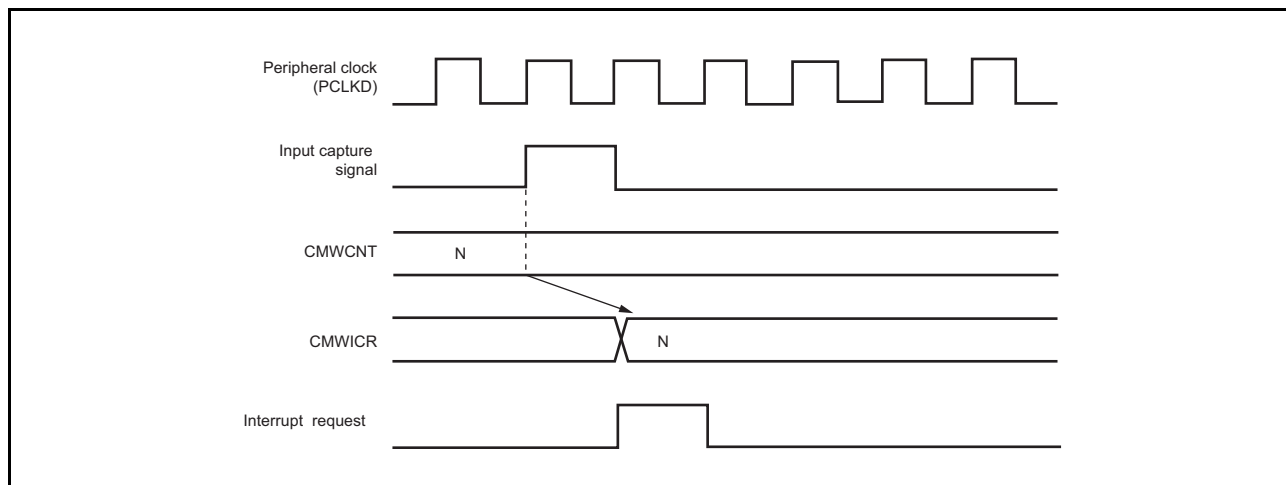 Peripheral clock
(PCLKD)
Input capture
signal
CMWCNT
N
CMWICR
N
Interrupt request